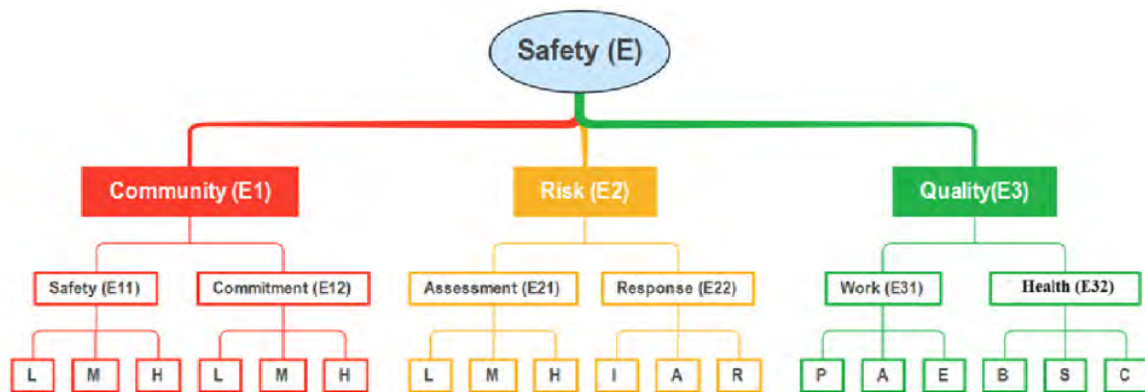 Safety (E)
Community (E1)
Risk (E2)
Quality(E3)
Safety (E11)
Commitment (E12)
Assessment (E21)
Response (E22)
Work (E31)
Health (E32)
L M H L M H L M H I A R P A E B S C